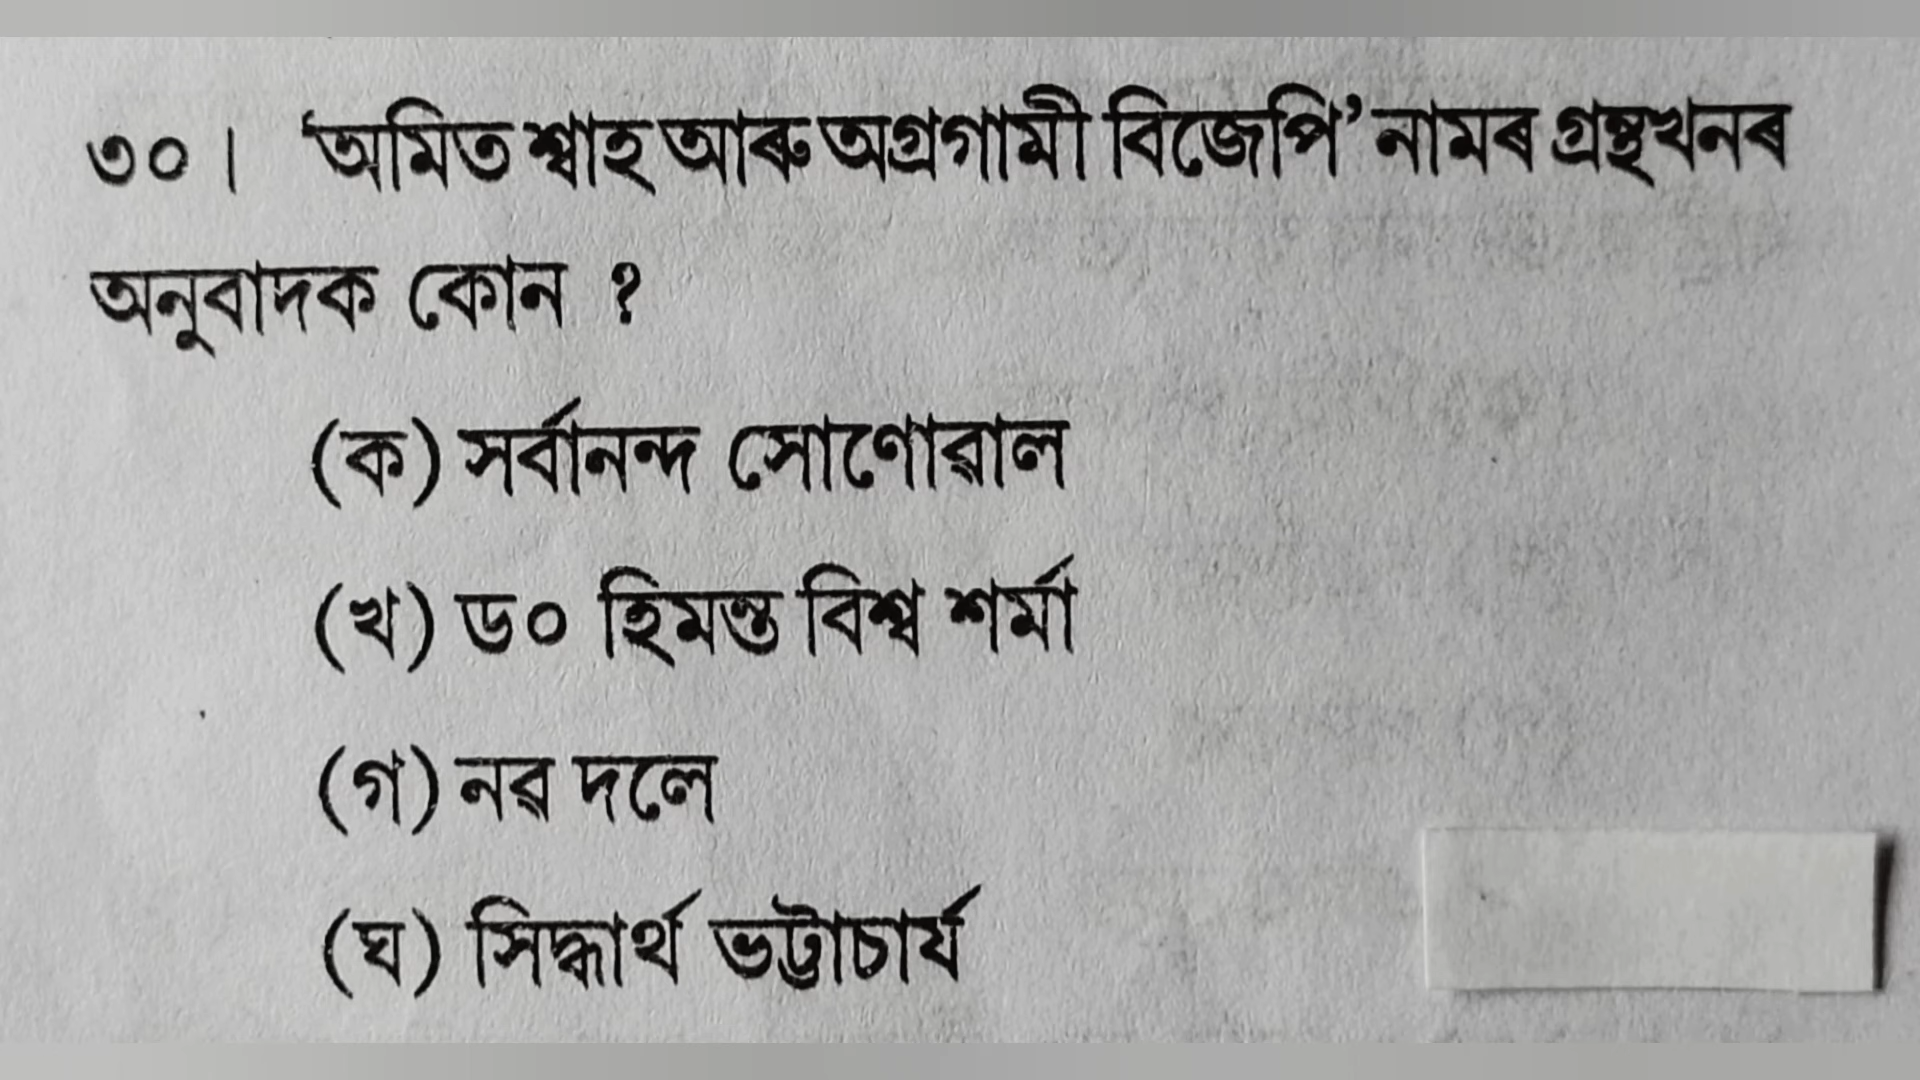 ৩০। ‘অমিত শ্বাহ আৰু অগ্ৰগামী বিজেপি’ নামৰ গ্ৰন্থখনৰ
অনুবাদক কোন ?
(ক) সৰ্বানন্দ সোণোৱাল
(খ) ড০ হিমন্ত বিশ্ব শৰ্মা
(গ) নৱ দলে
(ঘ) সিদ্ধাৰ্থ ভট্টাচাৰ্য